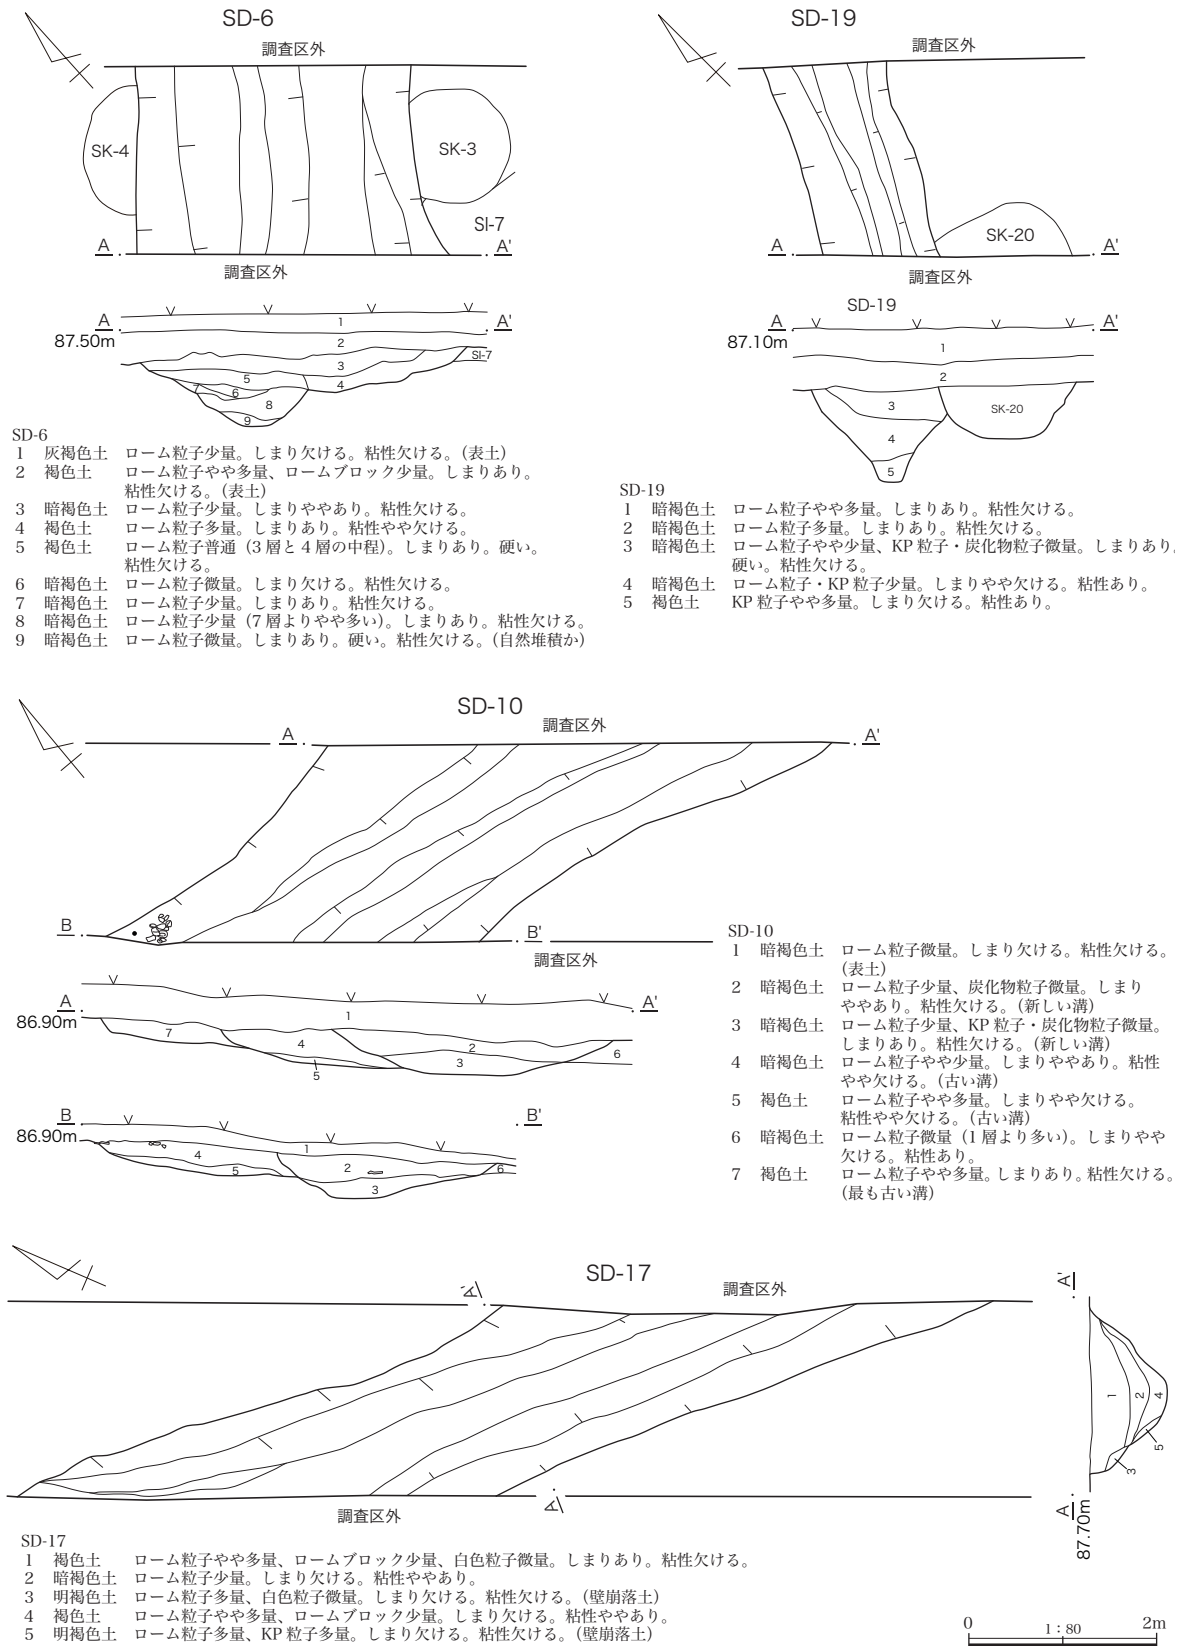 SD-6
調査区外
SK-4
SK-3
SI-7
A
A'
調査区外
A
A'
87.50m
1
2
SI-7
3
5
4
7
6
8
9
SD-6
1 灰褐色土 ローム粒子少量。しまり欠ける。粘性欠ける。（表土）
2 褐色土 ローム粒子やや多量、ロームブロック少量。しまりあり。
粘性欠ける。（表土）
3 暗褐色土 ローム粒子少量。しまりややあり。粘性欠ける。
4 褐色土 ローム粒子多量。しまりあり。粘性やや欠ける。
5 褐色土 ローム粒子普通（3 層と 4 層の中程）。しまりあり。硬い。
粘性欠ける。
6 暗褐色土 ローム粒子微量。しまり欠ける。粘性欠ける。
7 暗褐色土 ローム粒子少量。しまりあり。粘性欠ける。
8 暗褐色土 ローム粒子少量（7 層よりやや多い）。しまりあり。粘性欠ける。
9 暗褐色土 ローム粒子微量。しまりあり。硬い。粘性欠ける。（自然堆積か）
SD-19
調査区外
SK-20
A
A'
調査区外
SD-19
A
A'
87.10m
1
2
3
SK-20
4
5
SD-19
1 暗褐色土 ローム粒子やや多量。しまりあり。粘性欠ける。
2 暗褐色土 ローム粒子多量。しまりあり。粘性欠ける。
3 暗褐色土 ローム粒子やや少量、KP 粒子・炭化物粒子微量。しまりあり。
硬い。粘性欠ける。
4 暗褐色土 ローム粒子・KP 粒子少量。しまりやや欠ける。粘性あり。
5 褐色土 KP 粒子やや多量。しまり欠ける。粘性あり。
SD-10
調査区外
A
A'
B
B'
調査区外
A
A'
86.90m
1
7
4
2
3
6
5
B
B'
86.90m
1
4
2
5
6
3
SD-10
1 暗褐色土 ローム粒子微量。しまり欠ける。粘性欠ける。
（表土）
2 暗褐色土 ローム粒子少量、炭化物粒子微量。しまり
ややあり。粘性欠ける。（新しい溝）
3 暗褐色土 ローム粒子少量、KP 粒子・炭化物粒子微量。
しまりあり。粘性欠ける。（新しい溝）
4 暗褐色土 ローム粒子やや少量。しまりややあり。粘性
やや欠ける。（古い溝）
5 褐色土 ローム粒子やや多量。しまりやや欠ける。
粘性やや欠ける。（古い溝）
6 暗褐色土 ローム粒子微量（1 層より多い）。しまりやや
欠ける。粘性あり。
7 褐色土 ローム粒子やや多量。しまりあり。粘性欠ける。
（最も古い溝）
SD-17
調査区外
A'
A
調査区外
A'
1
2
4
5
3
A
87.70m
SD-17
1 褐色土 ローム粒子やや多量、ロームブロック少量、白色粒子微量。しまりあり。粘性欠ける。
2 暗褐色土 ローム粒子少量。しまり欠ける。粘性ややあり。
3 明褐色土 ローム粒子多量、白色粒子微量。しまり欠ける。粘性欠ける。（壁崩落土）
4 褐色土 ローム粒子やや多量、ロームブロック少量。しまり欠ける。粘性ややあり。
5 明褐色土 ローム粒子多量、KP 粒子多量。しまり欠ける。粘性欠ける。（壁崩落土）
0 1：80 2m